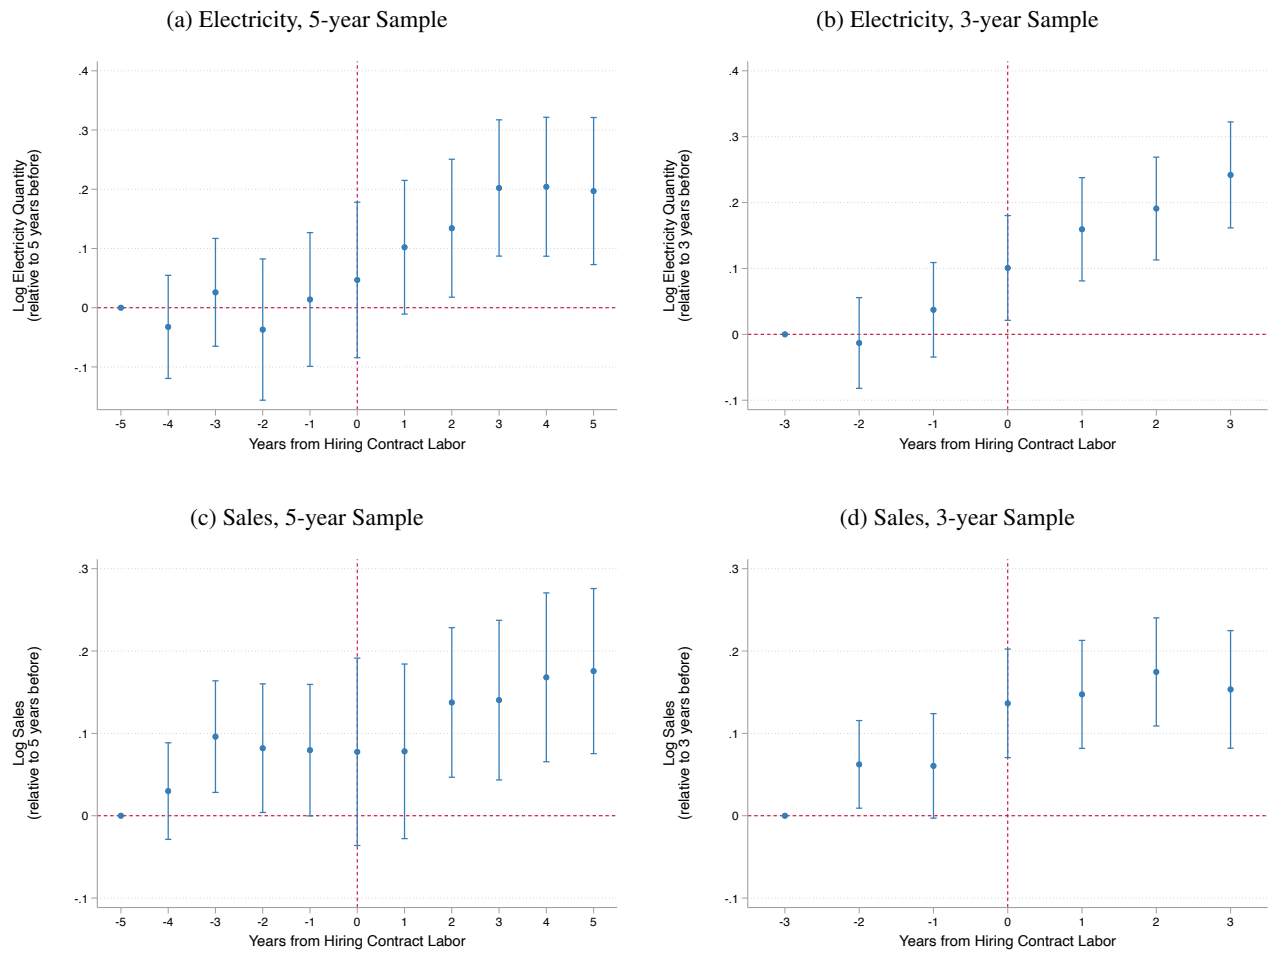 (a) Electricity, 5-year Sample
.4
.3
.2
.1
0
-.1
Log Electricity Quantity
(relative to 5 years before)
-5 -4 -3 -2 -1 0 1 2 3 4 5
Years from Hiring Contract Labor
(b) Electricity, 3-year Sample
.4
.3
.2
.1
0
-.1
Log Electricity Quantity
(relative to 3 years before)
-3 -2 -1 0 1 2 3
Years from Hiring Contract Labor
(c) Sales, 5-year Sample
.3
.2
.1
0
-.1
Log Sales
(relative to 5 years before)
-5 -4 -3 -2 -1 0 1 2 3 4 5
Years from Hiring Contract Labor
(d) Sales, 3-year Sample
.3
.2
.1
0
-.1
Log Sales
(relative to 3 years before)
-3 -2 -1 0 1 2 3
Years from Hiring Contract Labor